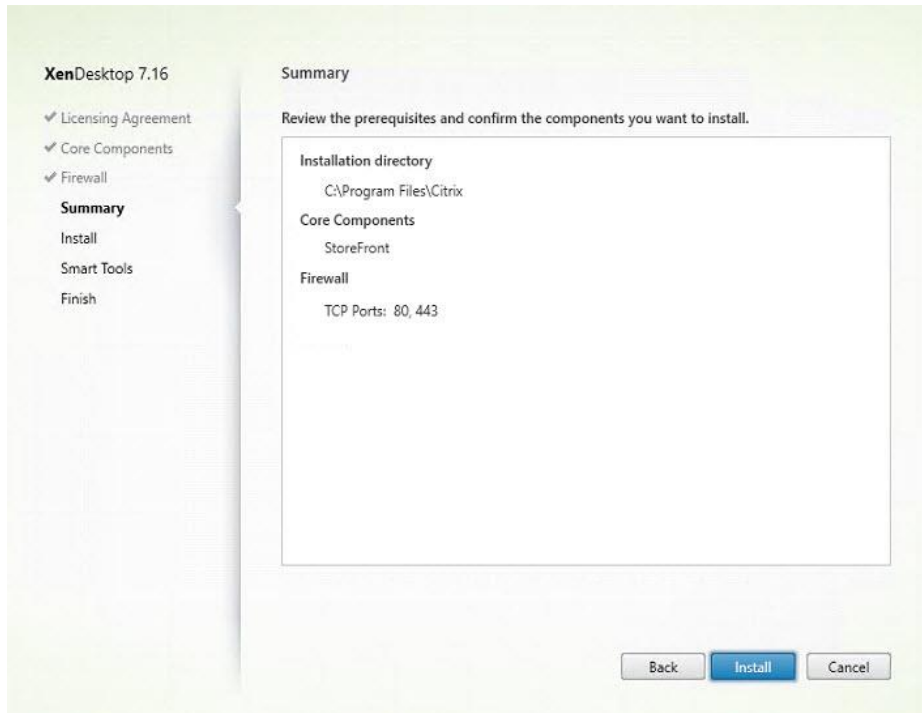 XenDesktop 7.16
Licensing Agreement
Core Components
Firewall
Summary
Install
Smart Tools
Finish
Summary
Review the prerequisites and confirm the components you want to install.
Installation directory
C:\Program Files\Citrix
Core Components
StoreFront
Firewall
TCP Ports: 80, 443
Back
Install
Cancel